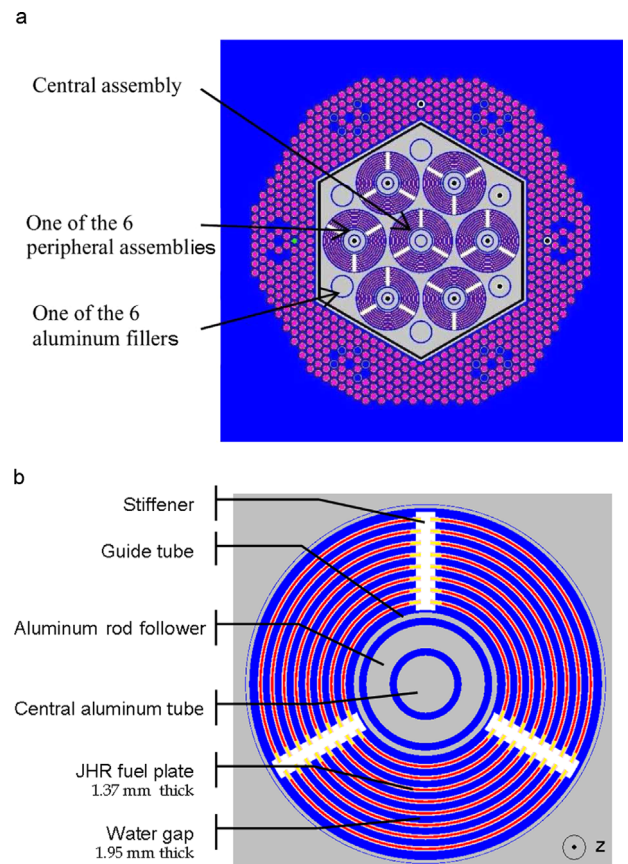 a
Central assembly
One of the 6
peripheral assemblies
One of the 6
aluminum fillers
b
Stiffener
Guide tube
Aluminum rod follower
Central aluminum tube
JHR fuel plate
1.37 mm thick
Water gap
1.95 mm thick
z